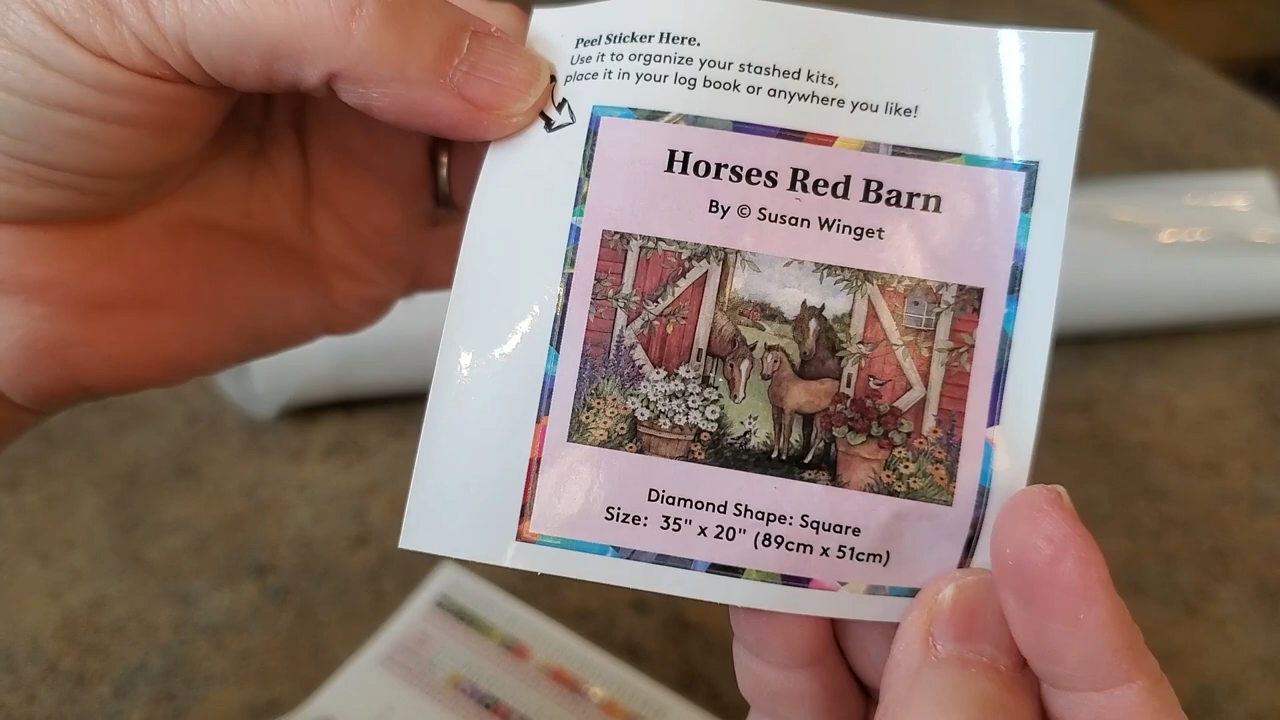 Peel Sticker Here.
Use it to organize your stashed kits,
place it in your log book or anywhere you like!
Horses Red Barn
By © Susan Winget
Diamond Shape: Square
Size: 35" x 20" (89cm x 51cm)